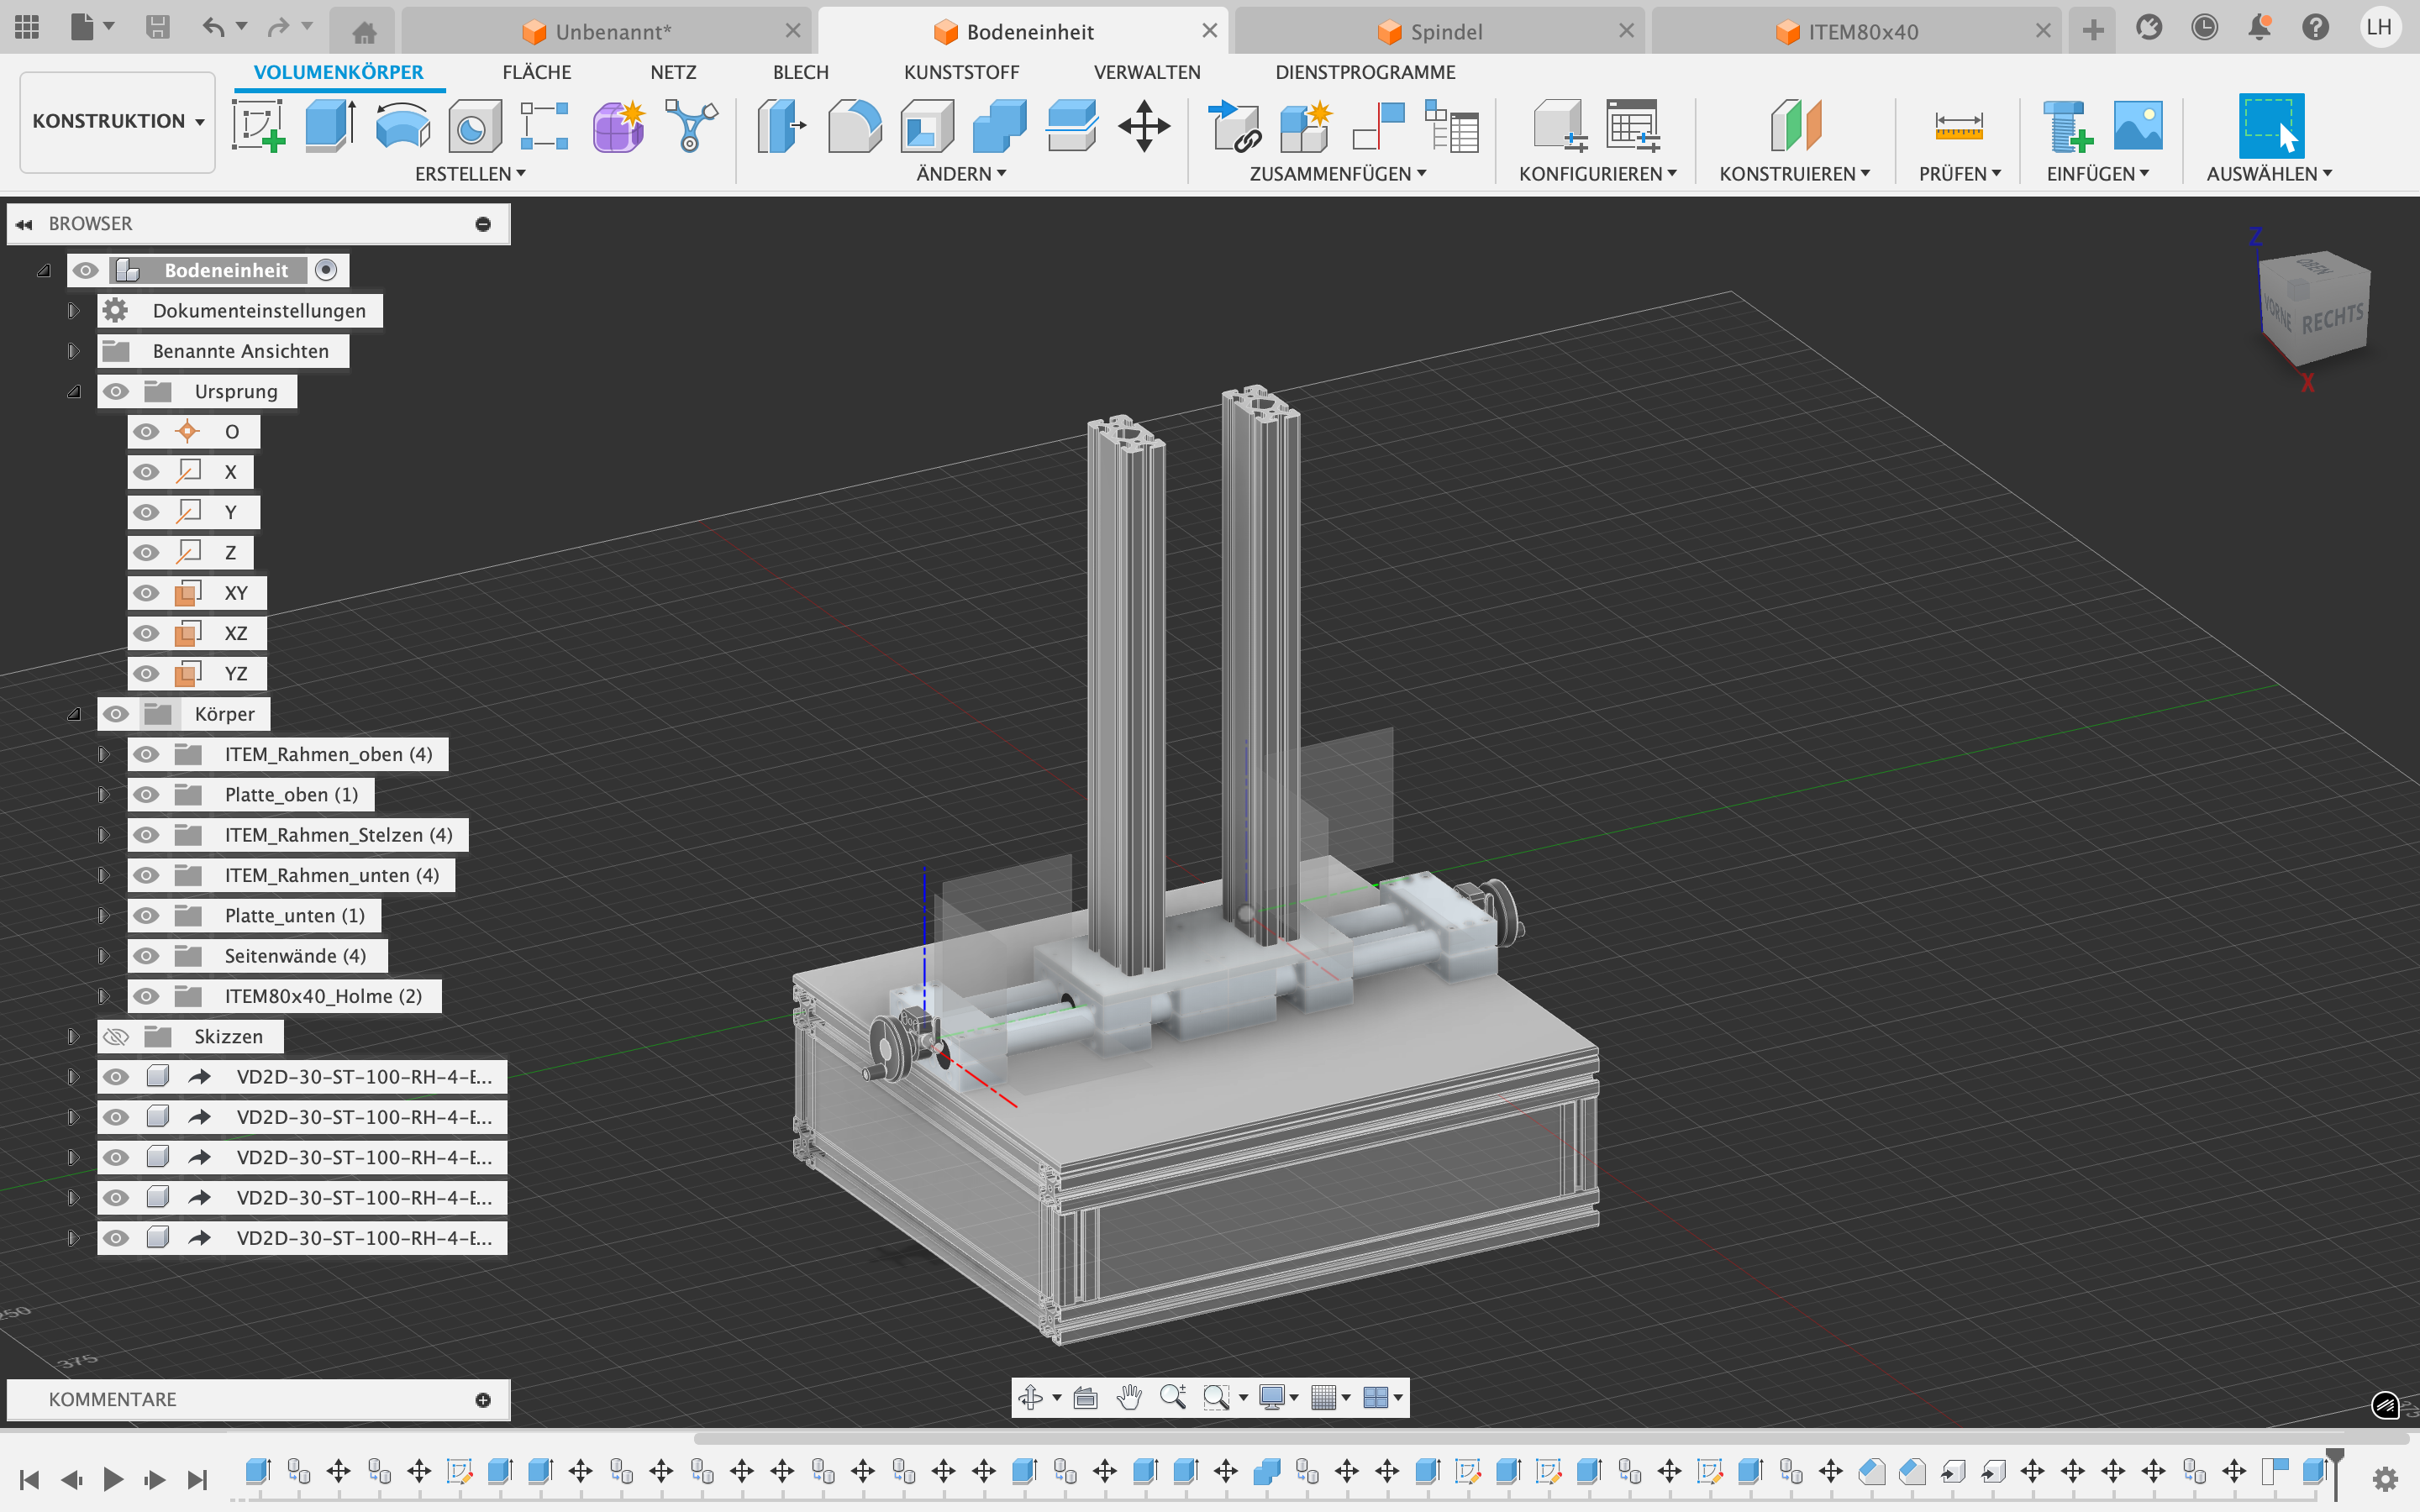 Unbenannt*
Bodeneinheit
Spindel
ITEM80x40
LH
KONSTRUKTION
VOLUMENKÖRPER
FLÄCHE
NETZ
BLECH
KUNSTSTOFF
VERWALTEN
DIENSTPROGRAMME
ERSTELLEN
ÄNDERN
ZUSAMMENFÜGEN
KONFIGURIEREN
KONSTRUIEREN
PRÜFEN
EINFÜGEN
AUSWÄHLEN
BROWSER
Bodeneinheit
Dokumenteinstellungen
Benannte Ansichten
Ursprung
O
X
Y
Z
XY
XZ
YZ
Körper
ITEM_Rahmen_oben (4)
Platte_oben (1)
ITEM_Rahmen_Stelzen (4)
ITEM_Rahmen_unten (4)
Platte_unten (1)
Seitenwände (4)
ITEM80x40_Holme (2)
Skizzen
VD2D-30-ST-100-RH-4-E...
VD2D-30-ST-100-RH-4-E...
VD2D-30-ST-100-RH-4-E...
VD2D-30-ST-100-RH-4-E...
VD2D-30-ST-100-RH-4-E...
Z
OBEN
VORNE
RECHTS
X
250
375
KOMMENTARE